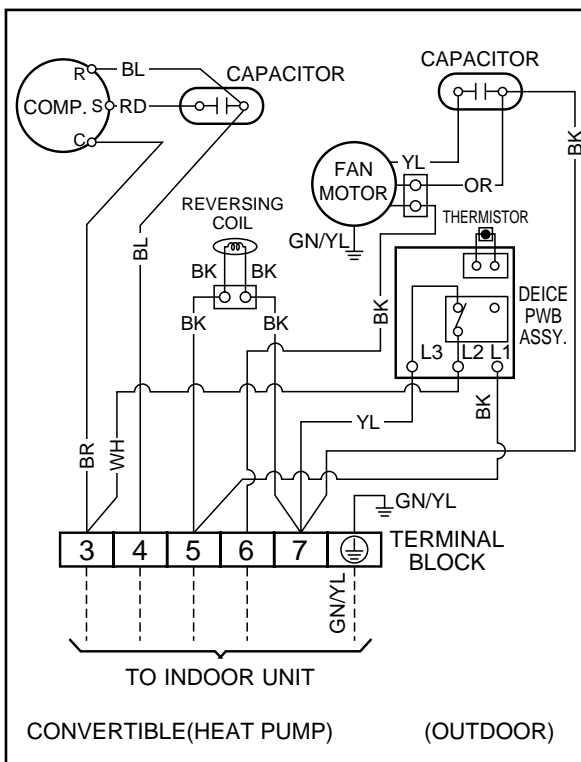 CAPACITOR
CAPACITOR
R
BL
COMP.
S
RD
C
YL
FAN
MOTOR
OR
BK
REVERSING
COIL
GN/YL
THERMISTOR
BK
BK
BL
BK
BK
BK
DEICE
PWB
ASSY.
L3
L2
L1
BK
YL
BR
WH
GN/YL
3
4
5
6
7
TERMINAL
BLOCK
GN/YL
TO INDOOR UNIT
CONVERTIBLE(HEAT PUMP)
(OUTDOOR)